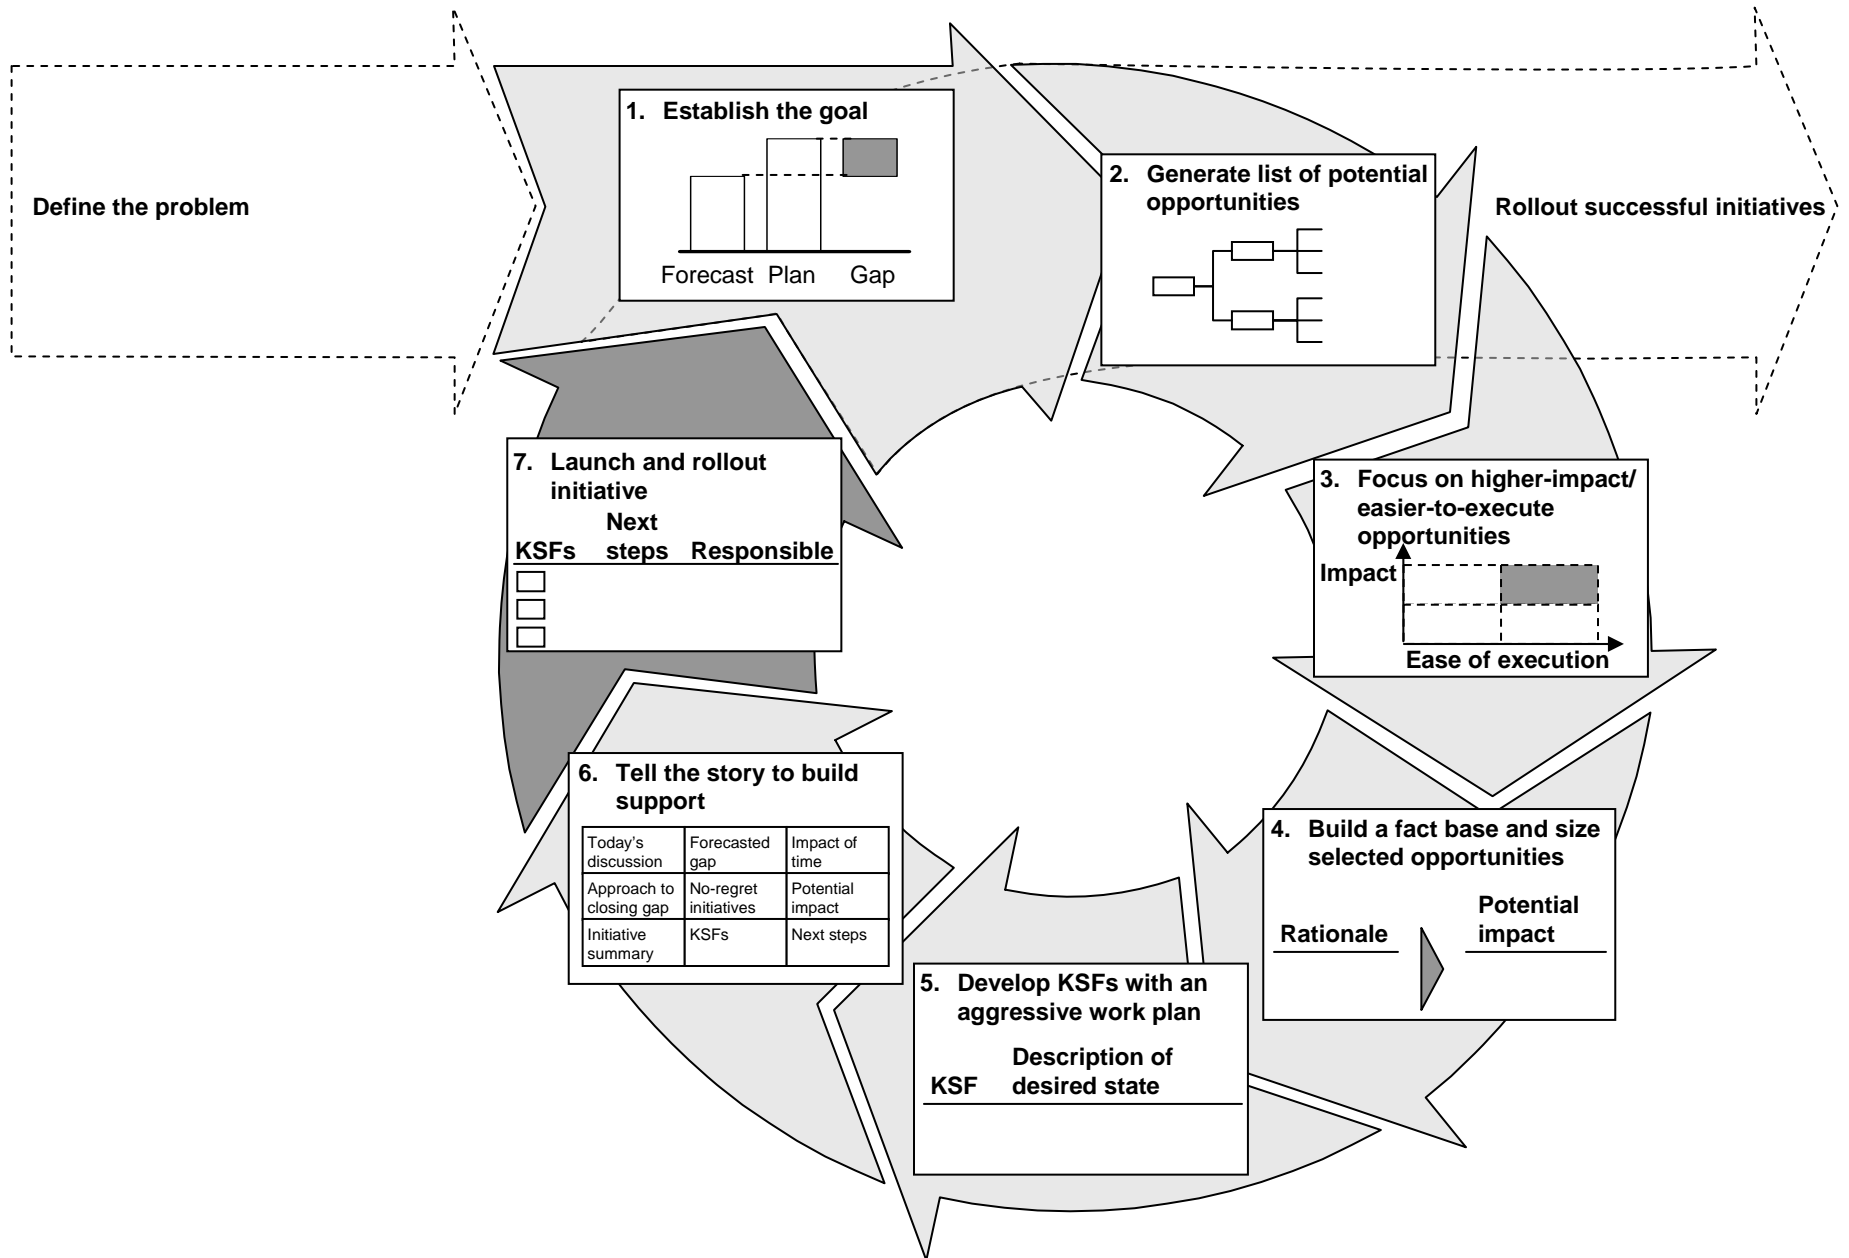 Define the problem
1. Establish the goal
Forecast Plan Gap
2. Generate list of potential
opportunities
Rollout successful initiatives
3. Focus on higher-impact/
easier-to-execute
opportunities
Impact
Ease of execution
4. Build a fact base and size
selected opportunities
Rationale
Potential
impact
5. Develop KSFs with an
aggressive work plan
KSF
Description of
desired state
6. Tell the story to build
support
Today's
discussion
Forecasted
gap
Impact of
time
Approach to
closing gap
No-regret
initiatives
Potential
impact
Initiative
summary
KSFs
Next steps
7. Launch and rollout
initiative
KSFs
Next
steps
Responsible